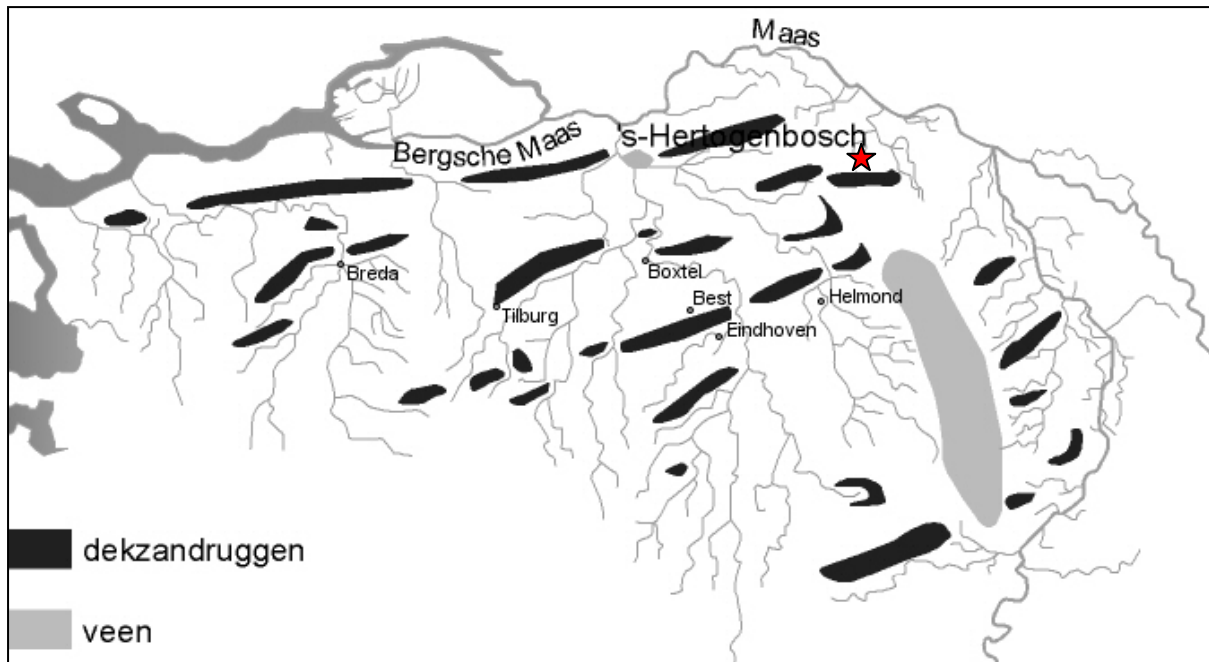 Maas
's-Hertogenbosch
Bergsche Maas
Breda
Boxtel
Helmond
Best
Tilburg
Eindhoven
dekzandruggen
veen